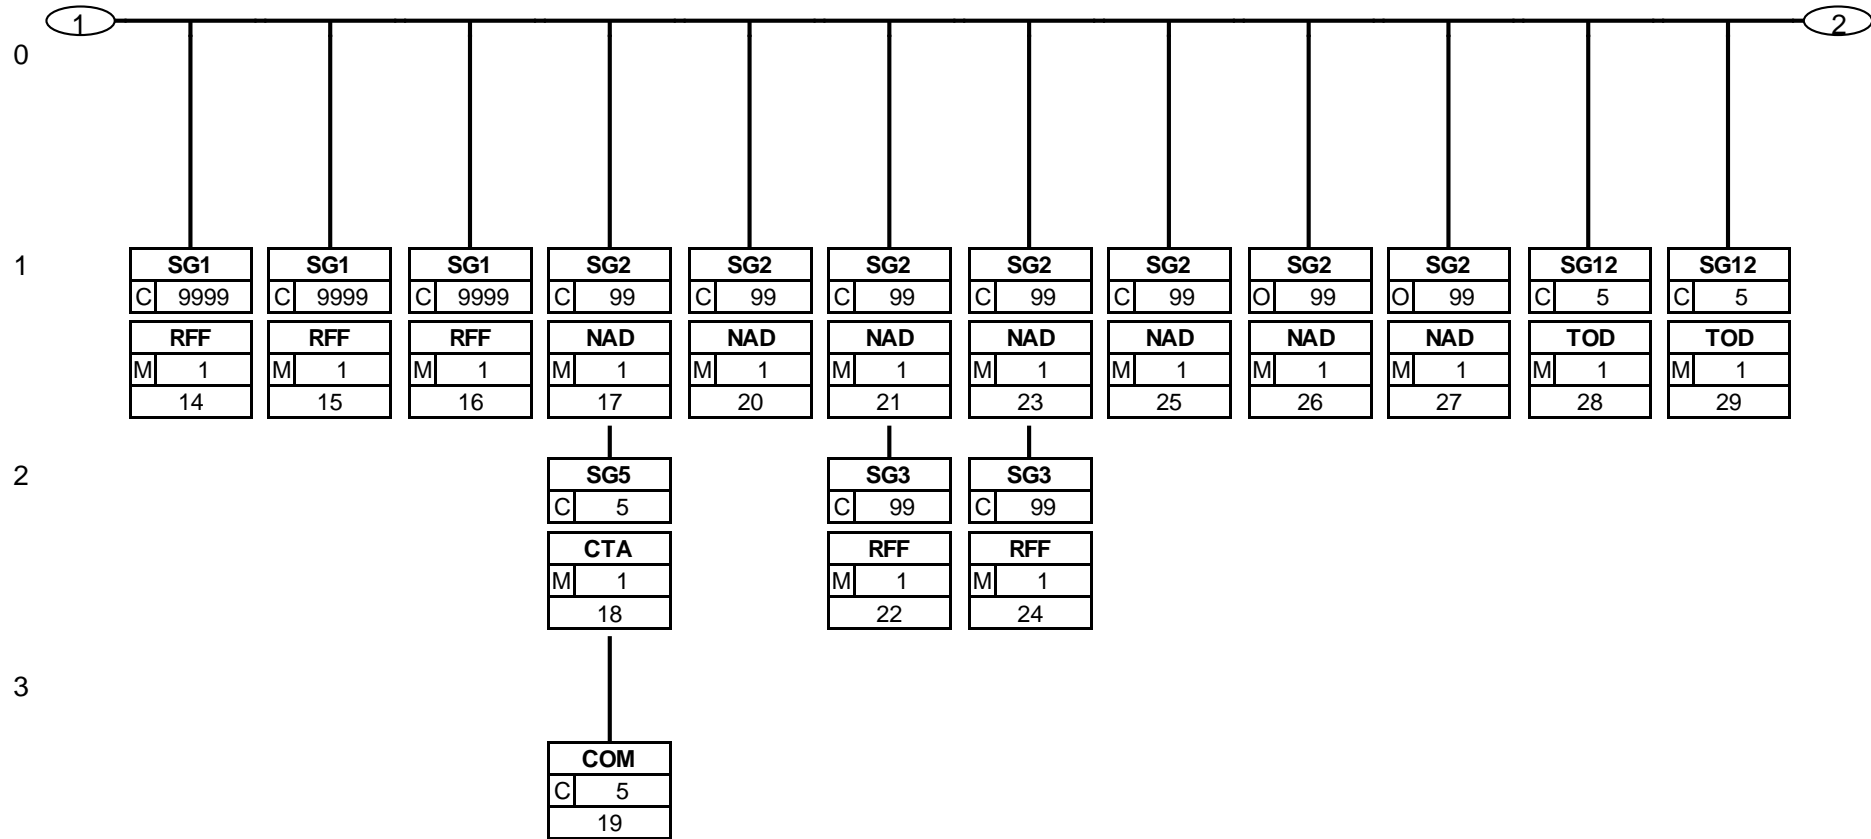 1 2
0
1
SG1 SG1 SG1 SG2 SG2 SG2 SG2 SG2 SG2 SG2 SG12 SG12
C 9999 C 9999 C 9999 C 99 C 99 C 99 C 99 C 99 O 99 O 99 C 5 C 5
RFF RFF RFF NAD NAD NAD NAD NAD NAD NAD TOD TOD
M 1 M 1 M 1 M 1 M 1 M 1 M 1 M 1 M 1 M 1 M 1 M 1
14 15 16 17 20 21 23 25 26 27 28 29
2
SG5 SG3 SG3
C 5 C 99 C 99
CTA RFF RFF
M 1 M 1 M 1
18 22 24
3
COM
C 5
19